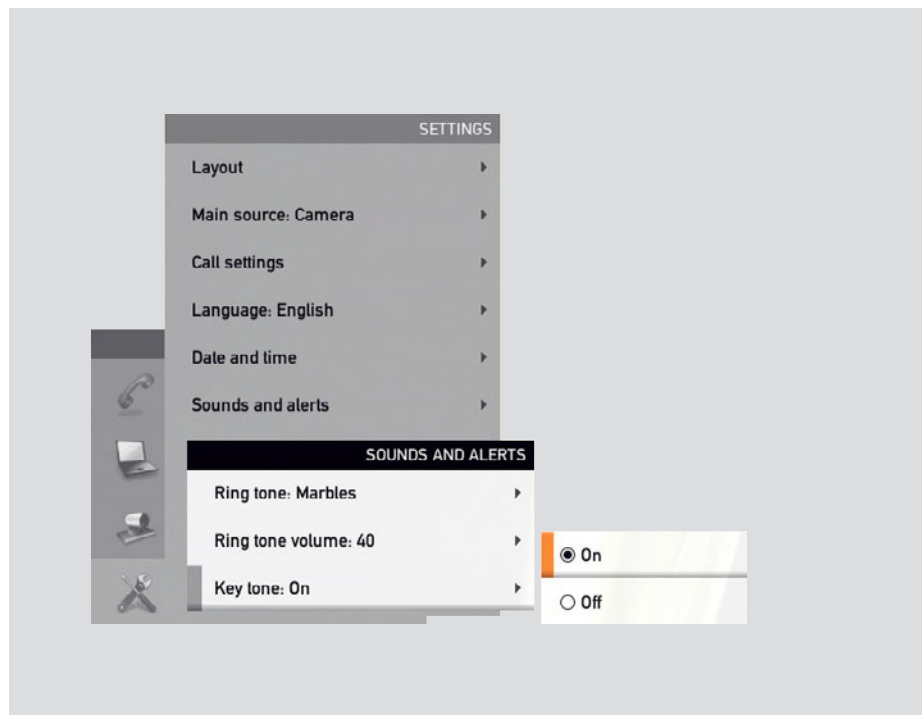 SETTINGS
Layout
Main source: Camera
Call settings
Language: English
Date and time
Sounds and alerts
SOUNDS AND ALERTS
Ring tone: Marbles
Ring tone volume: 40
Key tone: On
On
Off